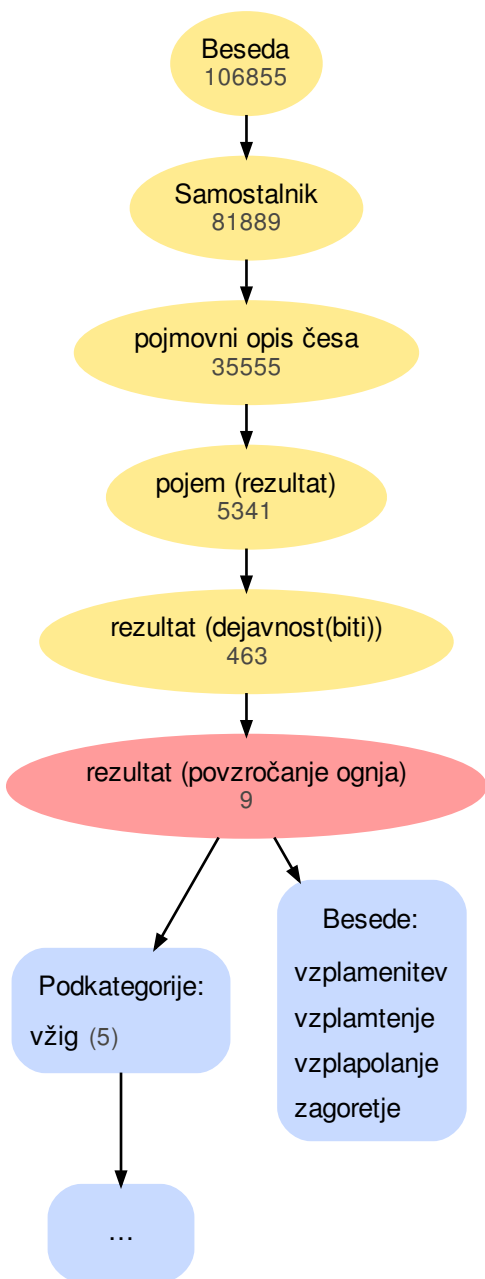 Beseda
106855
Samostalnik
81889
pojmovni opis česa
35555
pojem (rezultat)
5341
rezultat (dejavnost(biti))
463
rezultat (povzročanje ognja)
9
Podkategorije:
vžig (5)
...
Besede:
vzplamenitev
vzplamtenje
vzplapolanje
zagoretje